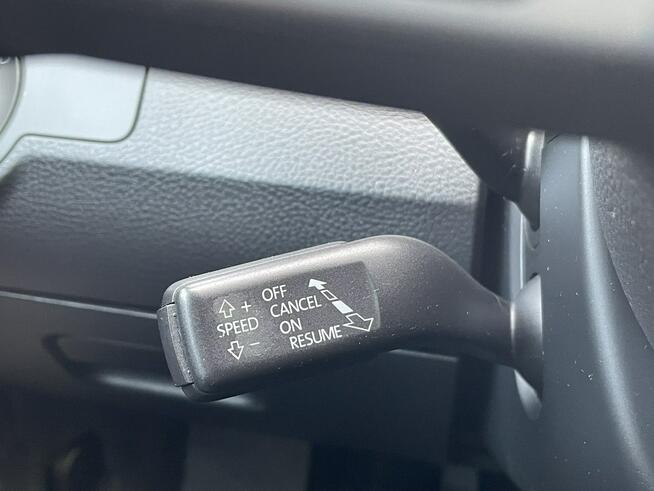 OFF
+ CANCEL
SPEED ON
− RESUME